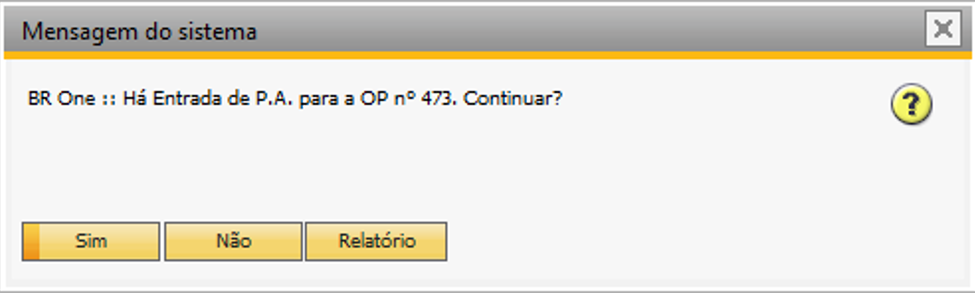 Mensagem do sistema
BR One :: Há Entrada de P.A. para a OP nº 473. Continuar?
Sim
Não
Relatório